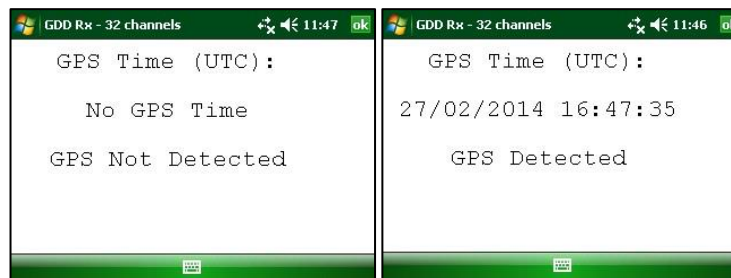 GDD Rx - 32 channels 11:47 ok
GPS Time (UTC):
No GPS Time
GPS Not Detected
GDD Rx - 32 channels 11:46 ok
GPS Time (UTC):
27/02/2014 16:47:35
GPS Detected